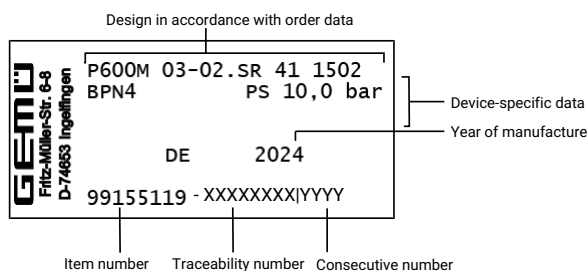 Design in accordance with order data
GEMÜ
Fritz-Müller-Str. 6-8
D-74653 Ingelfingen
P600M 03-02.SR 41 1502
BPN4 PS 10,0 bar
Device-specific data
Year of manufacture
DE 2024
99155119 - XXXXXXXX|YYYY
Item number Traceability number Consecutive number